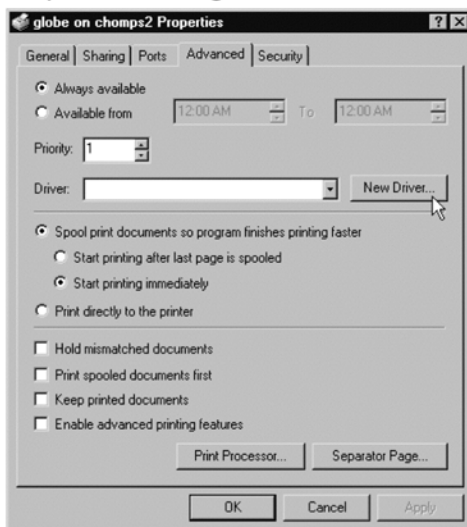 globe on chomps2 Properties
General Sharing Ports Advanced Security
Always available
Available from 12:00 AM To 12:00 AM
Priority: 1
Driver: New Driver...
Spool print documents so program finishes printing faster
Start printing after last page is spooled
Start printing immediately
Print directly to the printer
Hold mismatched documents
Print spooled documents first
Keep printed documents
Enable advanced printing features
Print Processor... Separator Page...
OK Cancel Apply